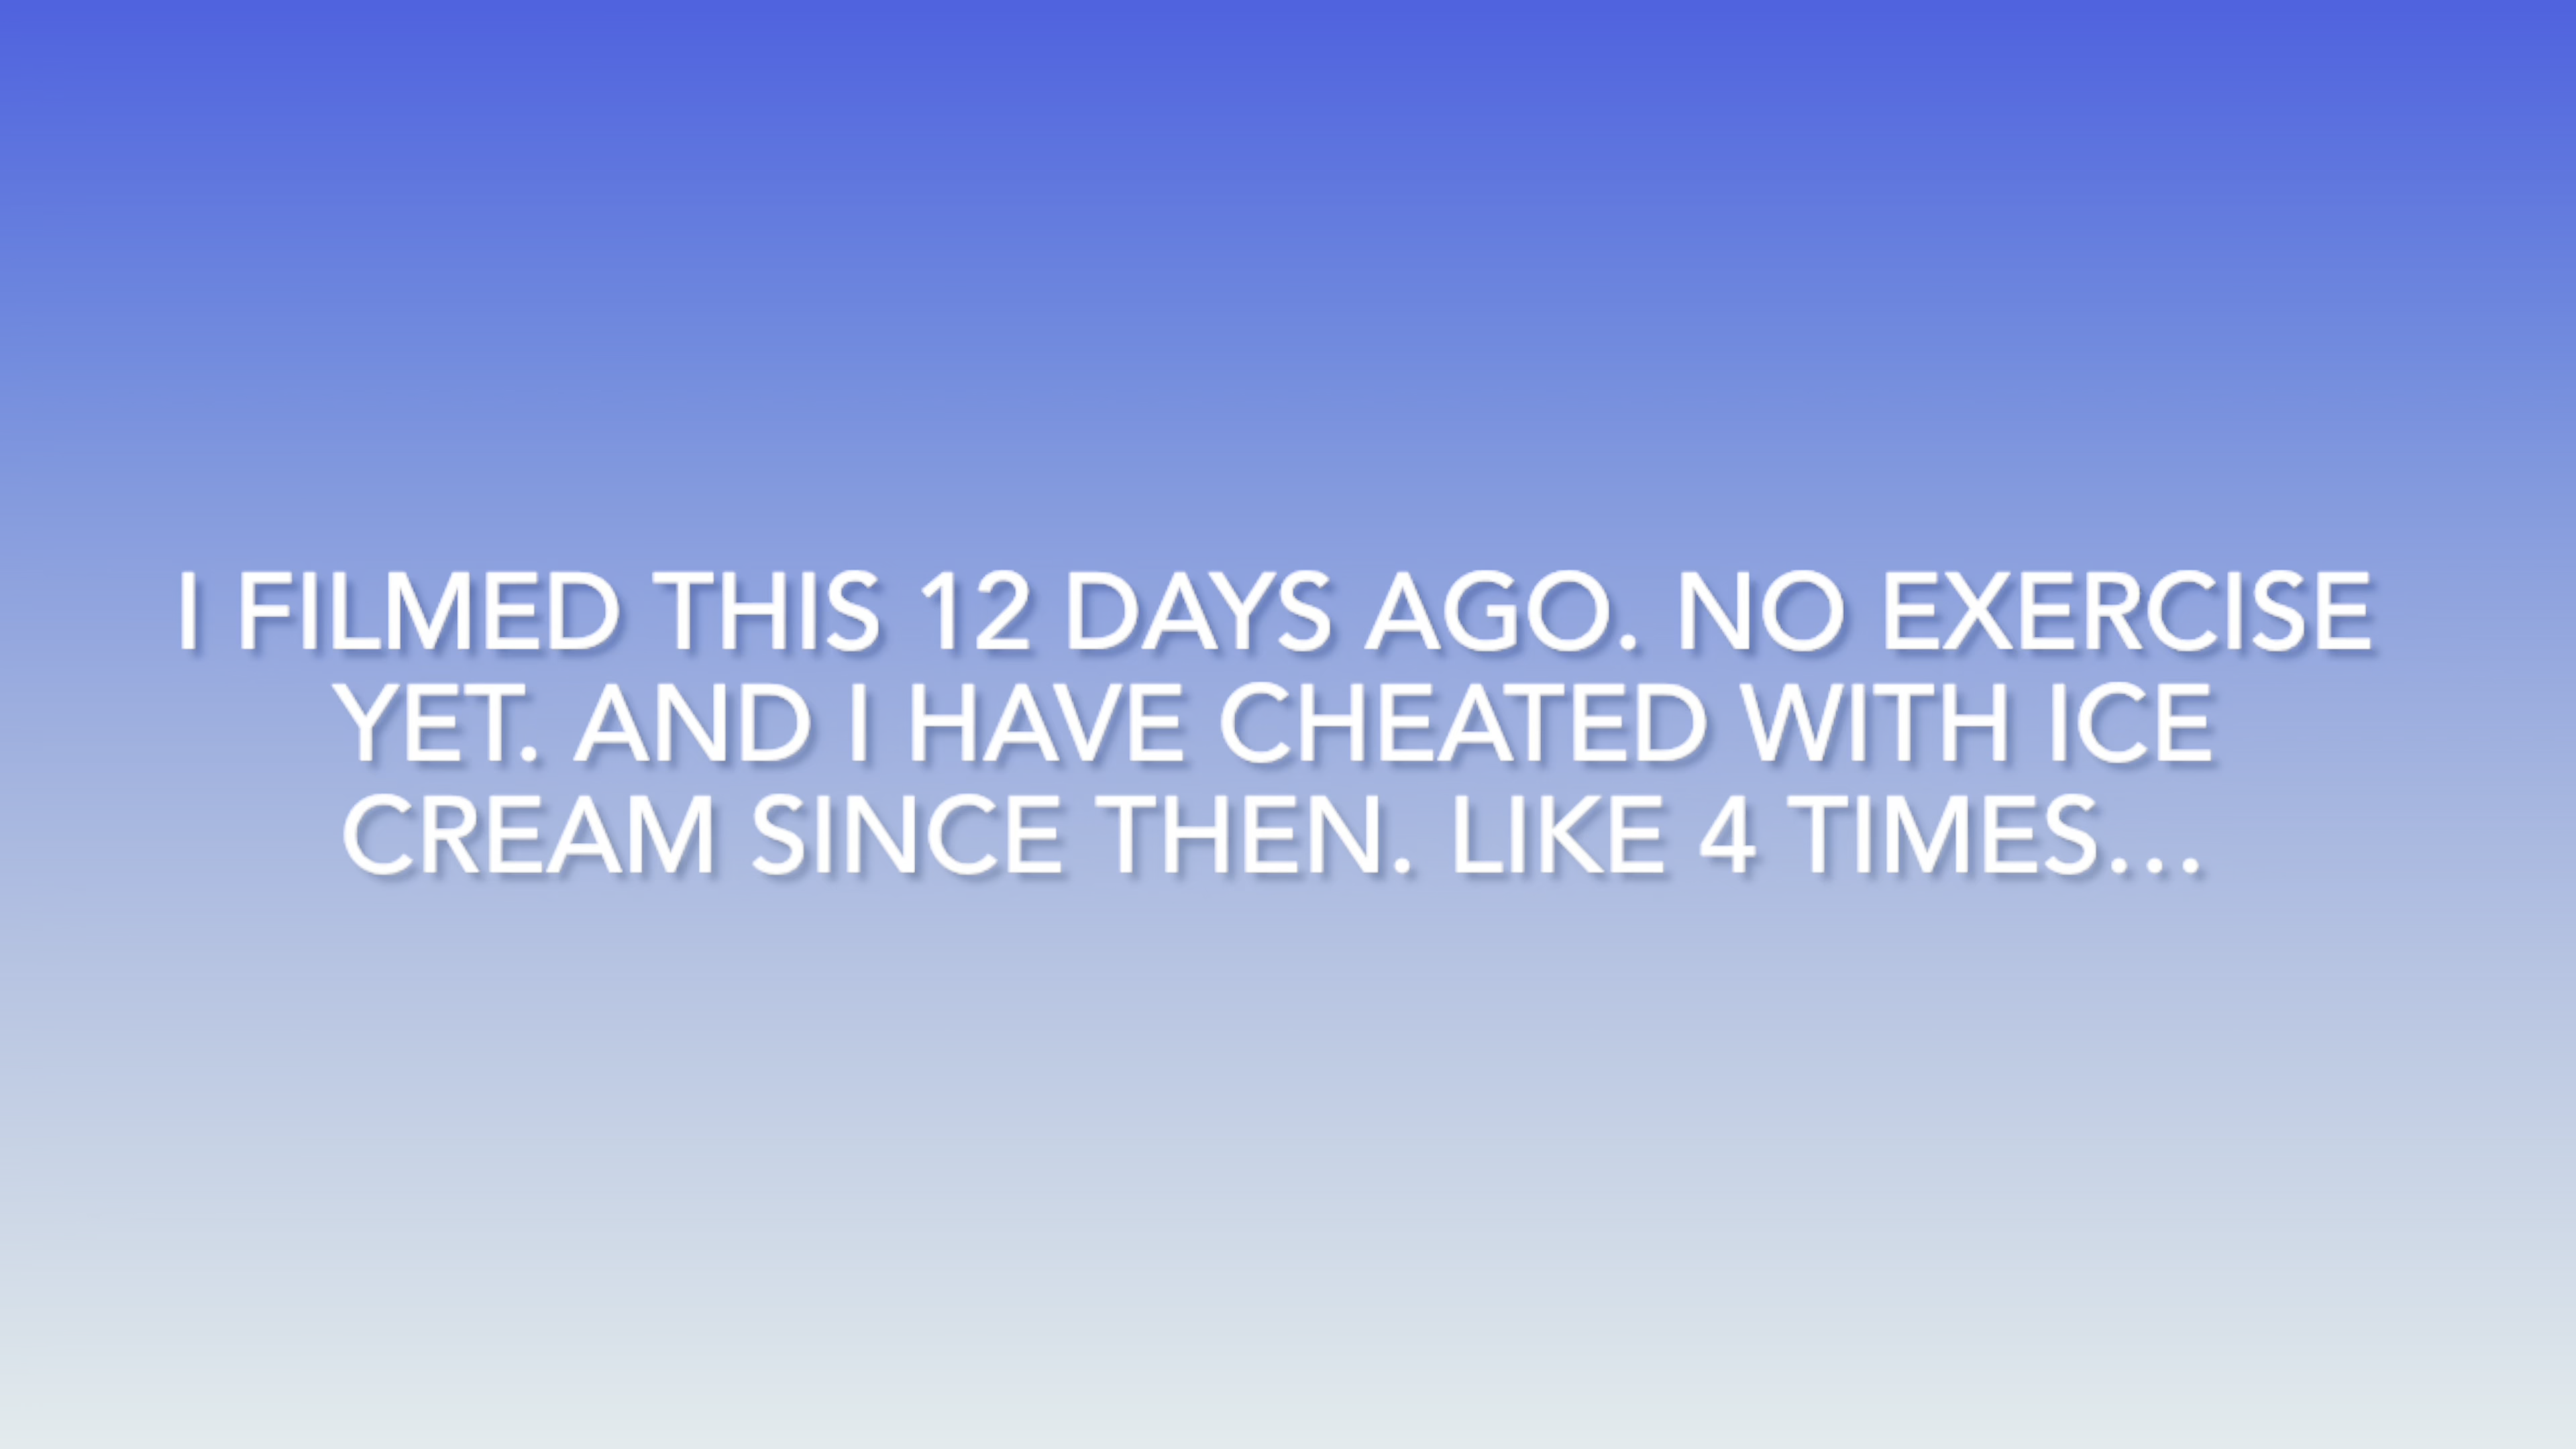 I FILMED THIS 12 DAYS AGO. NO EXERCISE
YET. AND I HAVE CHEATED WITH ICE
CREAM SINCE THEN. LIKE 4 TIMES...